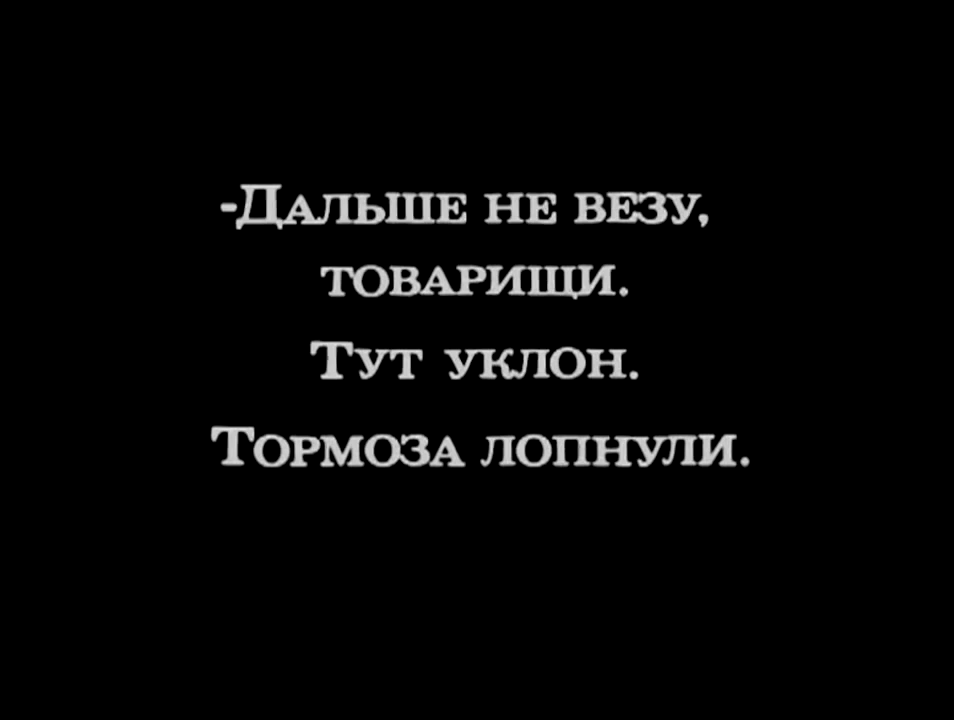 -Дальше не везу,
товарищи.
Тут уклон.
Тормоза лопнули.